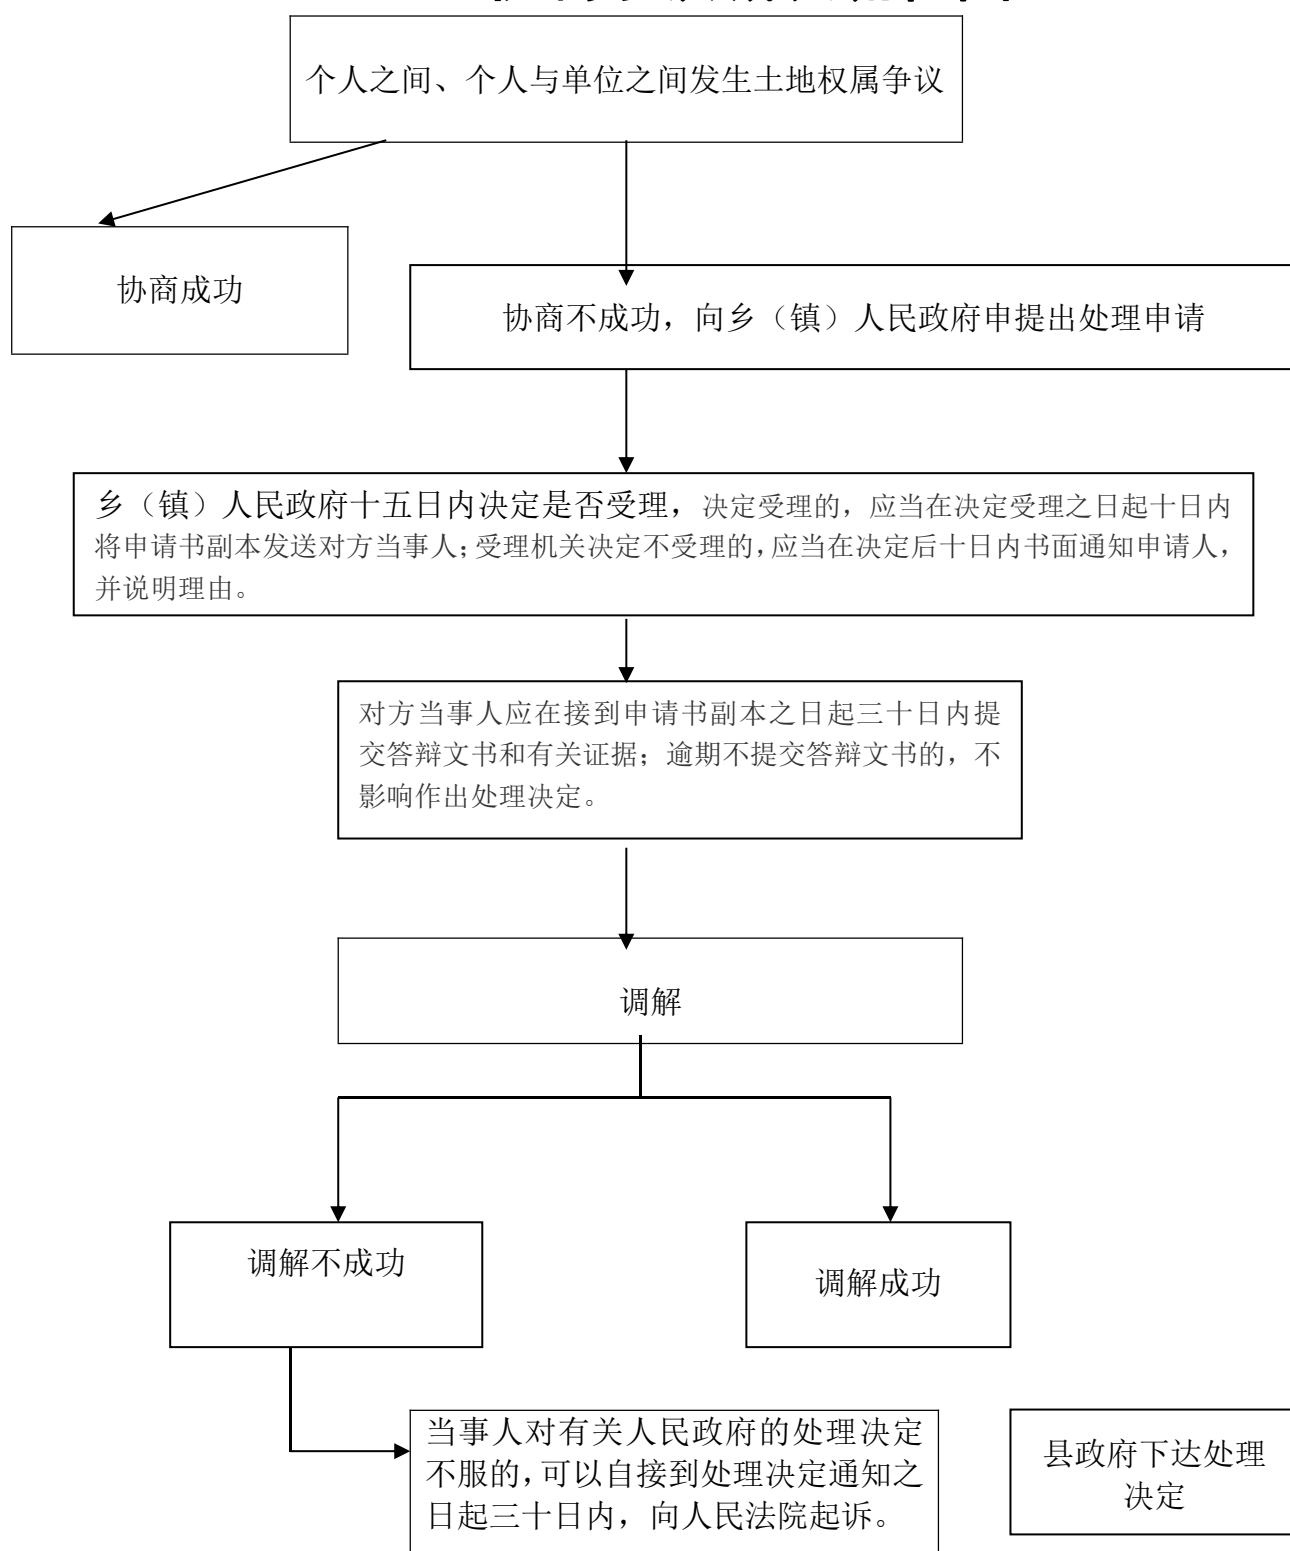 个人之间、个人与单位之间发生土地权属争议
协商成功
协商不成功，向乡（镇）人民政府申提出处理申请
乡（镇）人民政府十五日内决定是否受理，决定受理的，应当在决定受理之日起十日内
将申请书副本发送对方当事人；受理机关决定不受理的，应当在决定后十日内书面通知申请人，
并说明理由。
对方当事人应在接到申请书副本之日起三十日内提
交答辩文书和有关证据；逾期不提交答辩文书的，不
影响作出处理决定。
调解
调解不成功
调解成功
当事人对有关人民政府的处理决定
不服的，可以自接到处理决定通知之
日起三十日内，向人民法院起诉。
县政府下达处理
决定